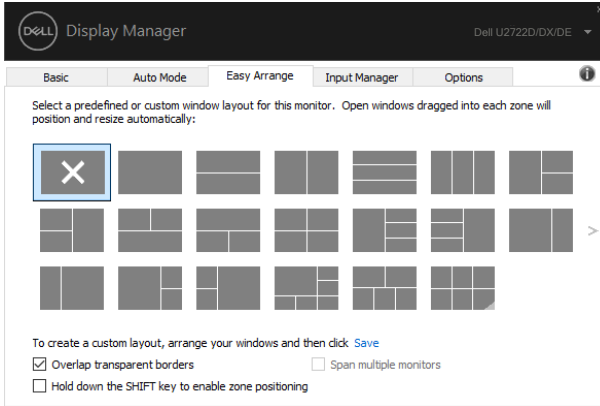 DELL Display Manager
Dell U2722D/DX/DE
Basic
Auto Mode
Easy Arrange
Input Manager
Options
Select a predefined or custom window layout for this monitor. Open windows dragged into each zone will
position and resize automatically:
To create a custom layout, arrange your windows and then click Save
Overlap transparent borders
Span multiple monitors
Hold down the SHIFT key to enable zone positioning